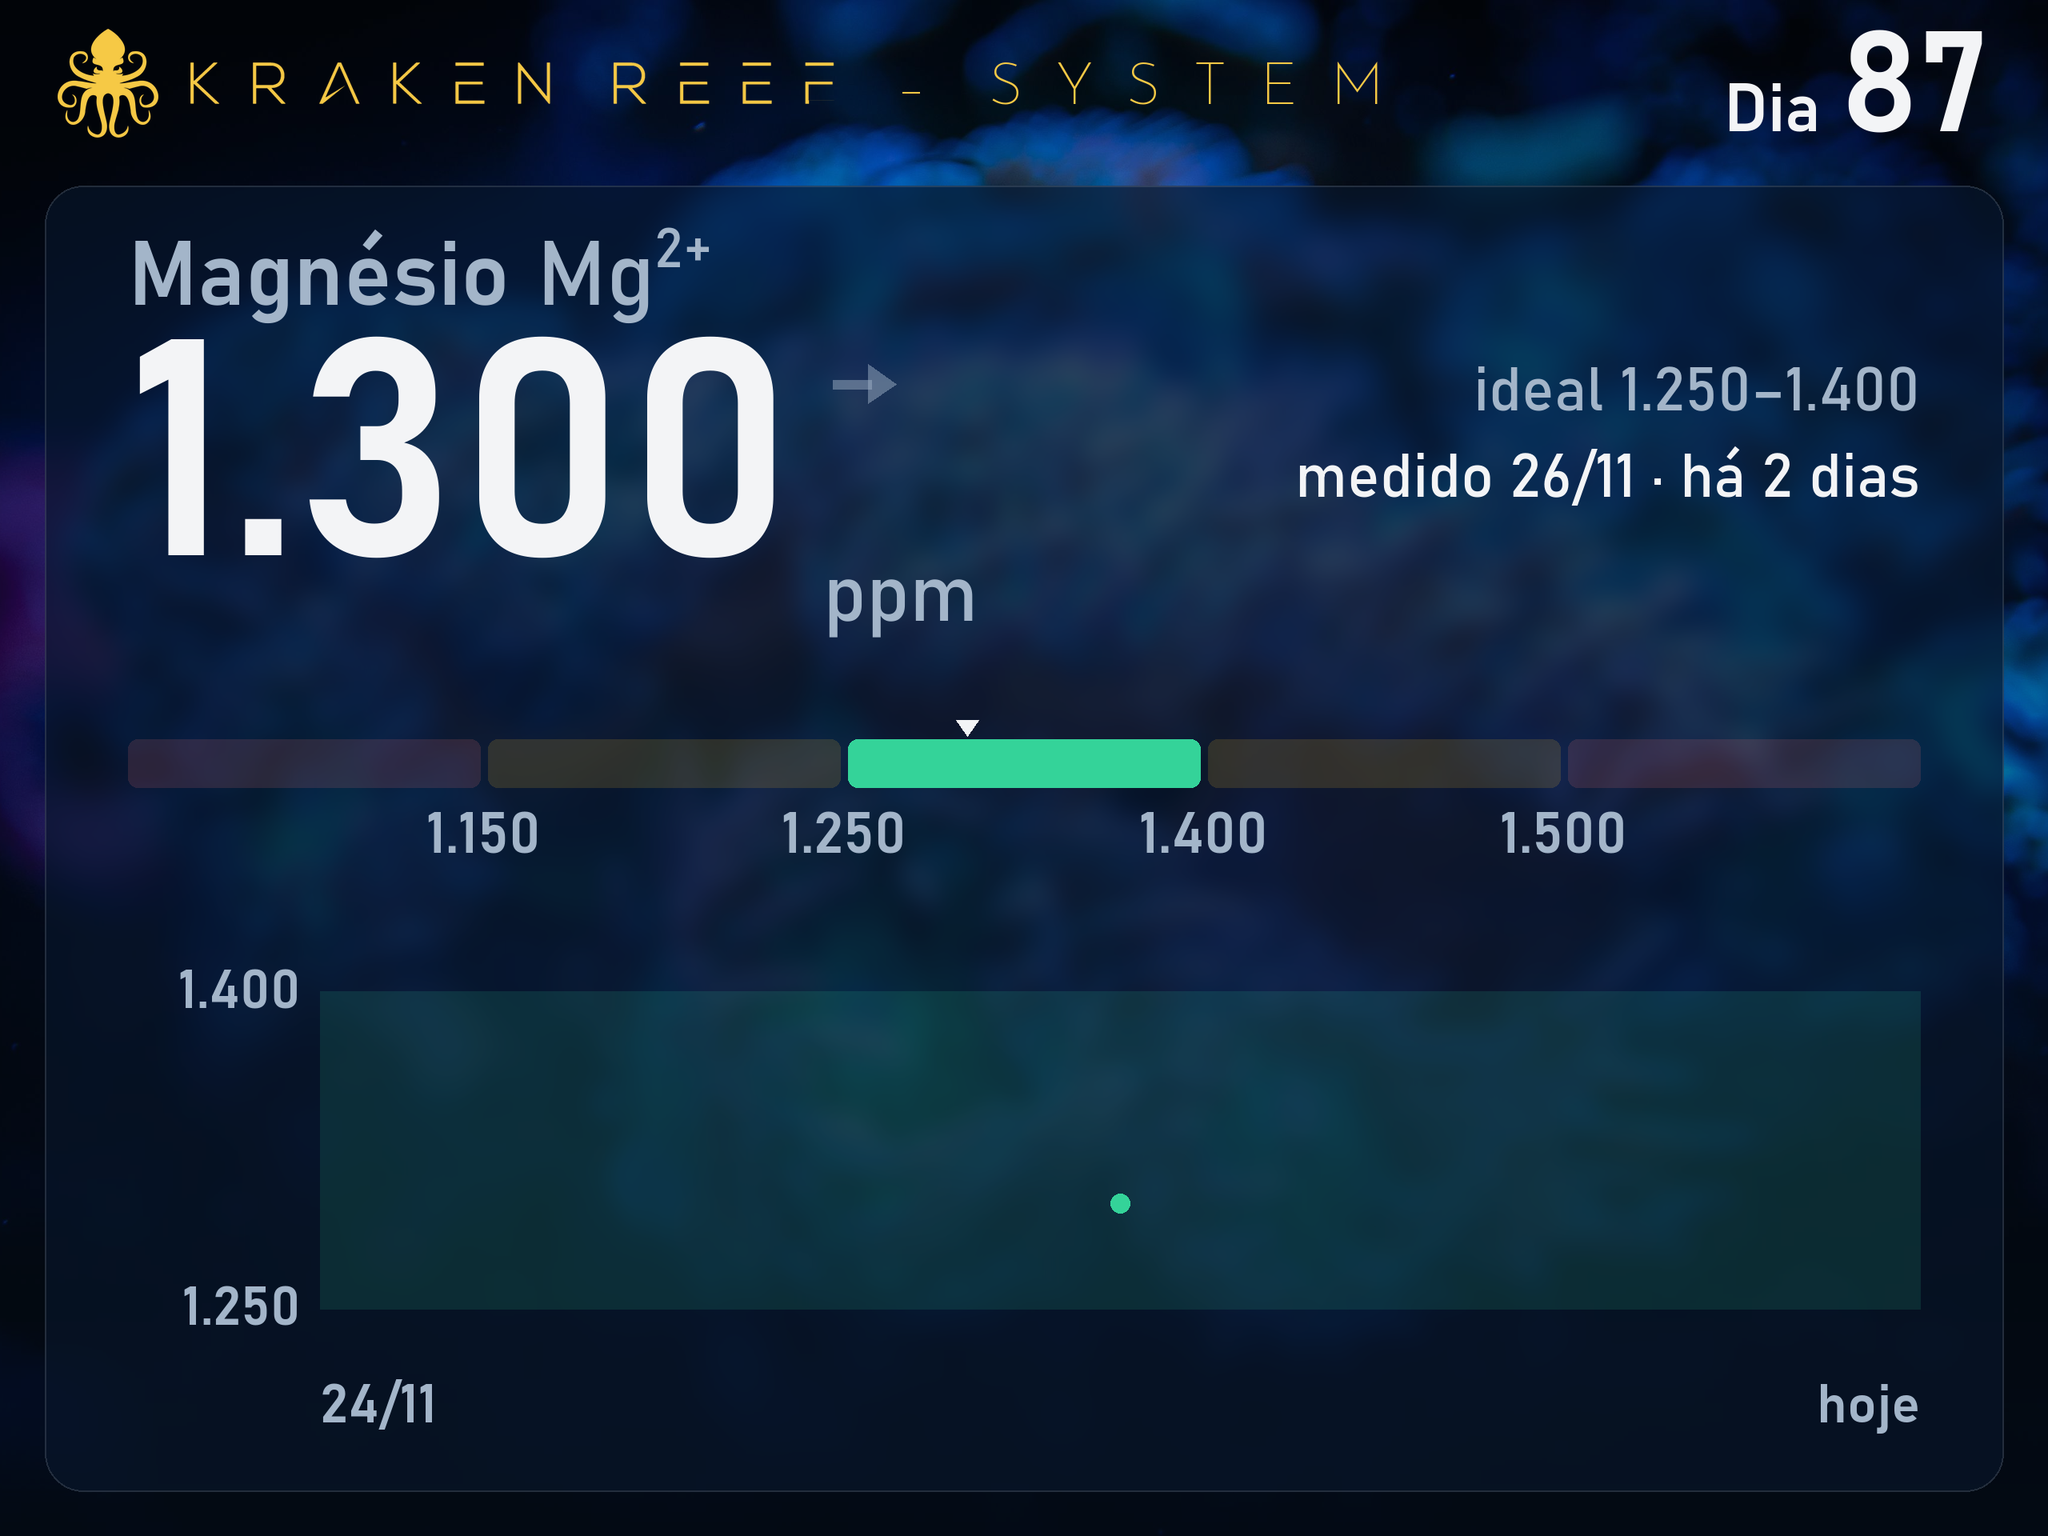 KRAKEN REEF - SYSTEM
Dia 87
Magnésio Mg²⁺
1.300
ppm
ideal 1.250–1.400
medido 26/11 · há 2 dias
1.150 1.250 1.400 1.500
1.400
1.250
24/11 hoje